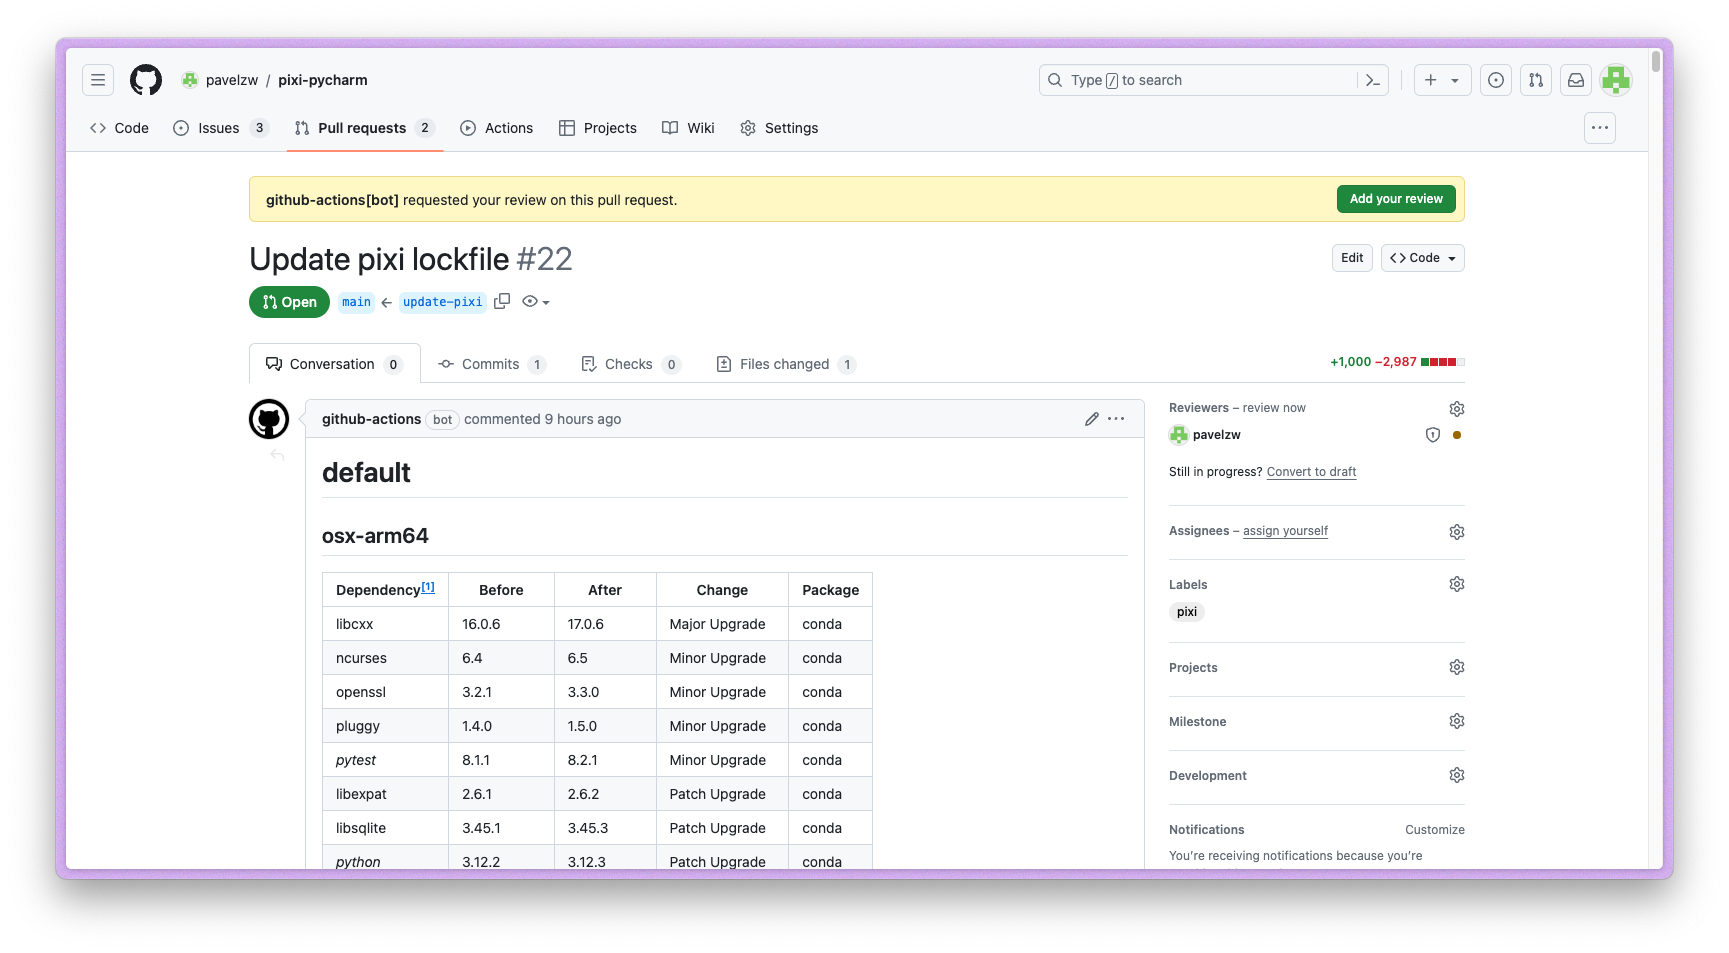 pavelzw / pixi-pycharm
Type / to search
Code
Issues 3
Pull requests 2
Actions
Projects
Wiki
Settings
github-actions[bot] requested your review on this pull request.
Add your review
Update pixi lockfile #22
Edit
Code
Open
main ← update-pixi
Conversation 0
Commits 1
Checks 0
Files changed 1
+1,000 −2,987
github-actions bot commented 9 hours ago
default
osx-arm64
Dependency[1] Before After Change Package
libcxx 16.0.6 17.0.6 Major Upgrade conda
ncurses 6.4 6.5 Minor Upgrade conda
openssl 3.2.1 3.3.0 Minor Upgrade conda
pluggy 1.4.0 1.5.0 Minor Upgrade conda
pytest 8.1.1 8.2.1 Minor Upgrade conda
libexpat 2.6.1 2.6.2 Patch Upgrade conda
libsqlite 3.45.1 3.45.3 Patch Upgrade conda
python 3.12.2 3.12.3 Patch Upgrade conda
Reviewers – review now
pavelzw
Still in progress? Convert to draft
Assignees – assign yourself
Labels
pixi
Projects
Milestone
Development
Notifications Customize
You're receiving notifications because you're